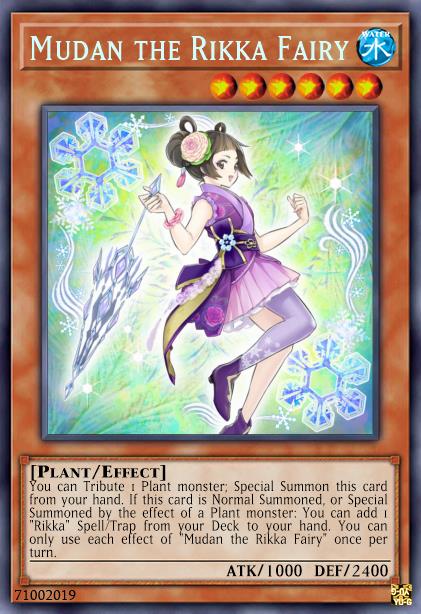 MUDAN THE RIKKA FAIRY
WATER
水
[PLANT/EFFECT]
You can Tribute 1 Plant monster; Special Summon this card
from your hand. If this card is Normal Summoned, or Special
Summoned by the effect of a Plant monster: You can add 1
"Rikka" Spell/Trap from your Deck to your hand. You can
only use each effect of "Mudan the Rikka Fairy" once per
turn.
ATK/1000 DEF/2400
71002019